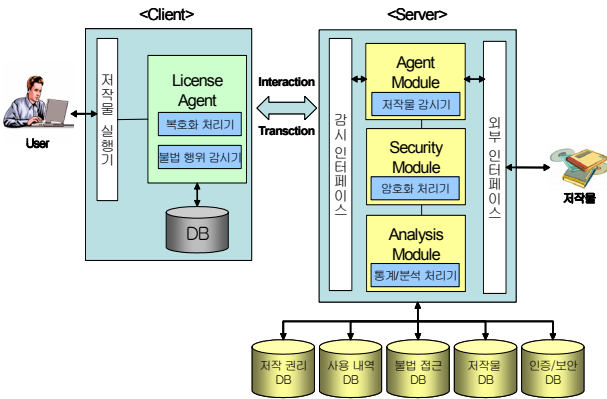 <Client>
<Server>
User
저작물 실행기
License
Agent
복호화 처리기
불법 행위 감시기
DB
Interaction
Transction
감시 인터페이스
Agent
Module
저작물 감시기
Security
Module
암호화 처리기
Analysis
Module
통계/분석 처리기
외부 인터페이스
저작물
저작 권리
DB
사용 내역
DB
불법 접근
DB
저작물
DB
인증/보안
DB